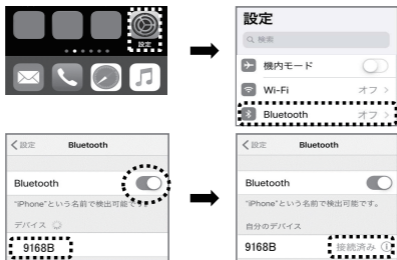 設定
設定
検索
機内モード
Wi-Fi オフ
Bluetooth オフ
設定 Bluetooth
Bluetooth
"iPhone"という名前で検出可能です。
デバイス
9168B
設定 Bluetooth
Bluetooth
"iPhone"という名前で検出可能です。
自分のデバイス
9168B 接続済み